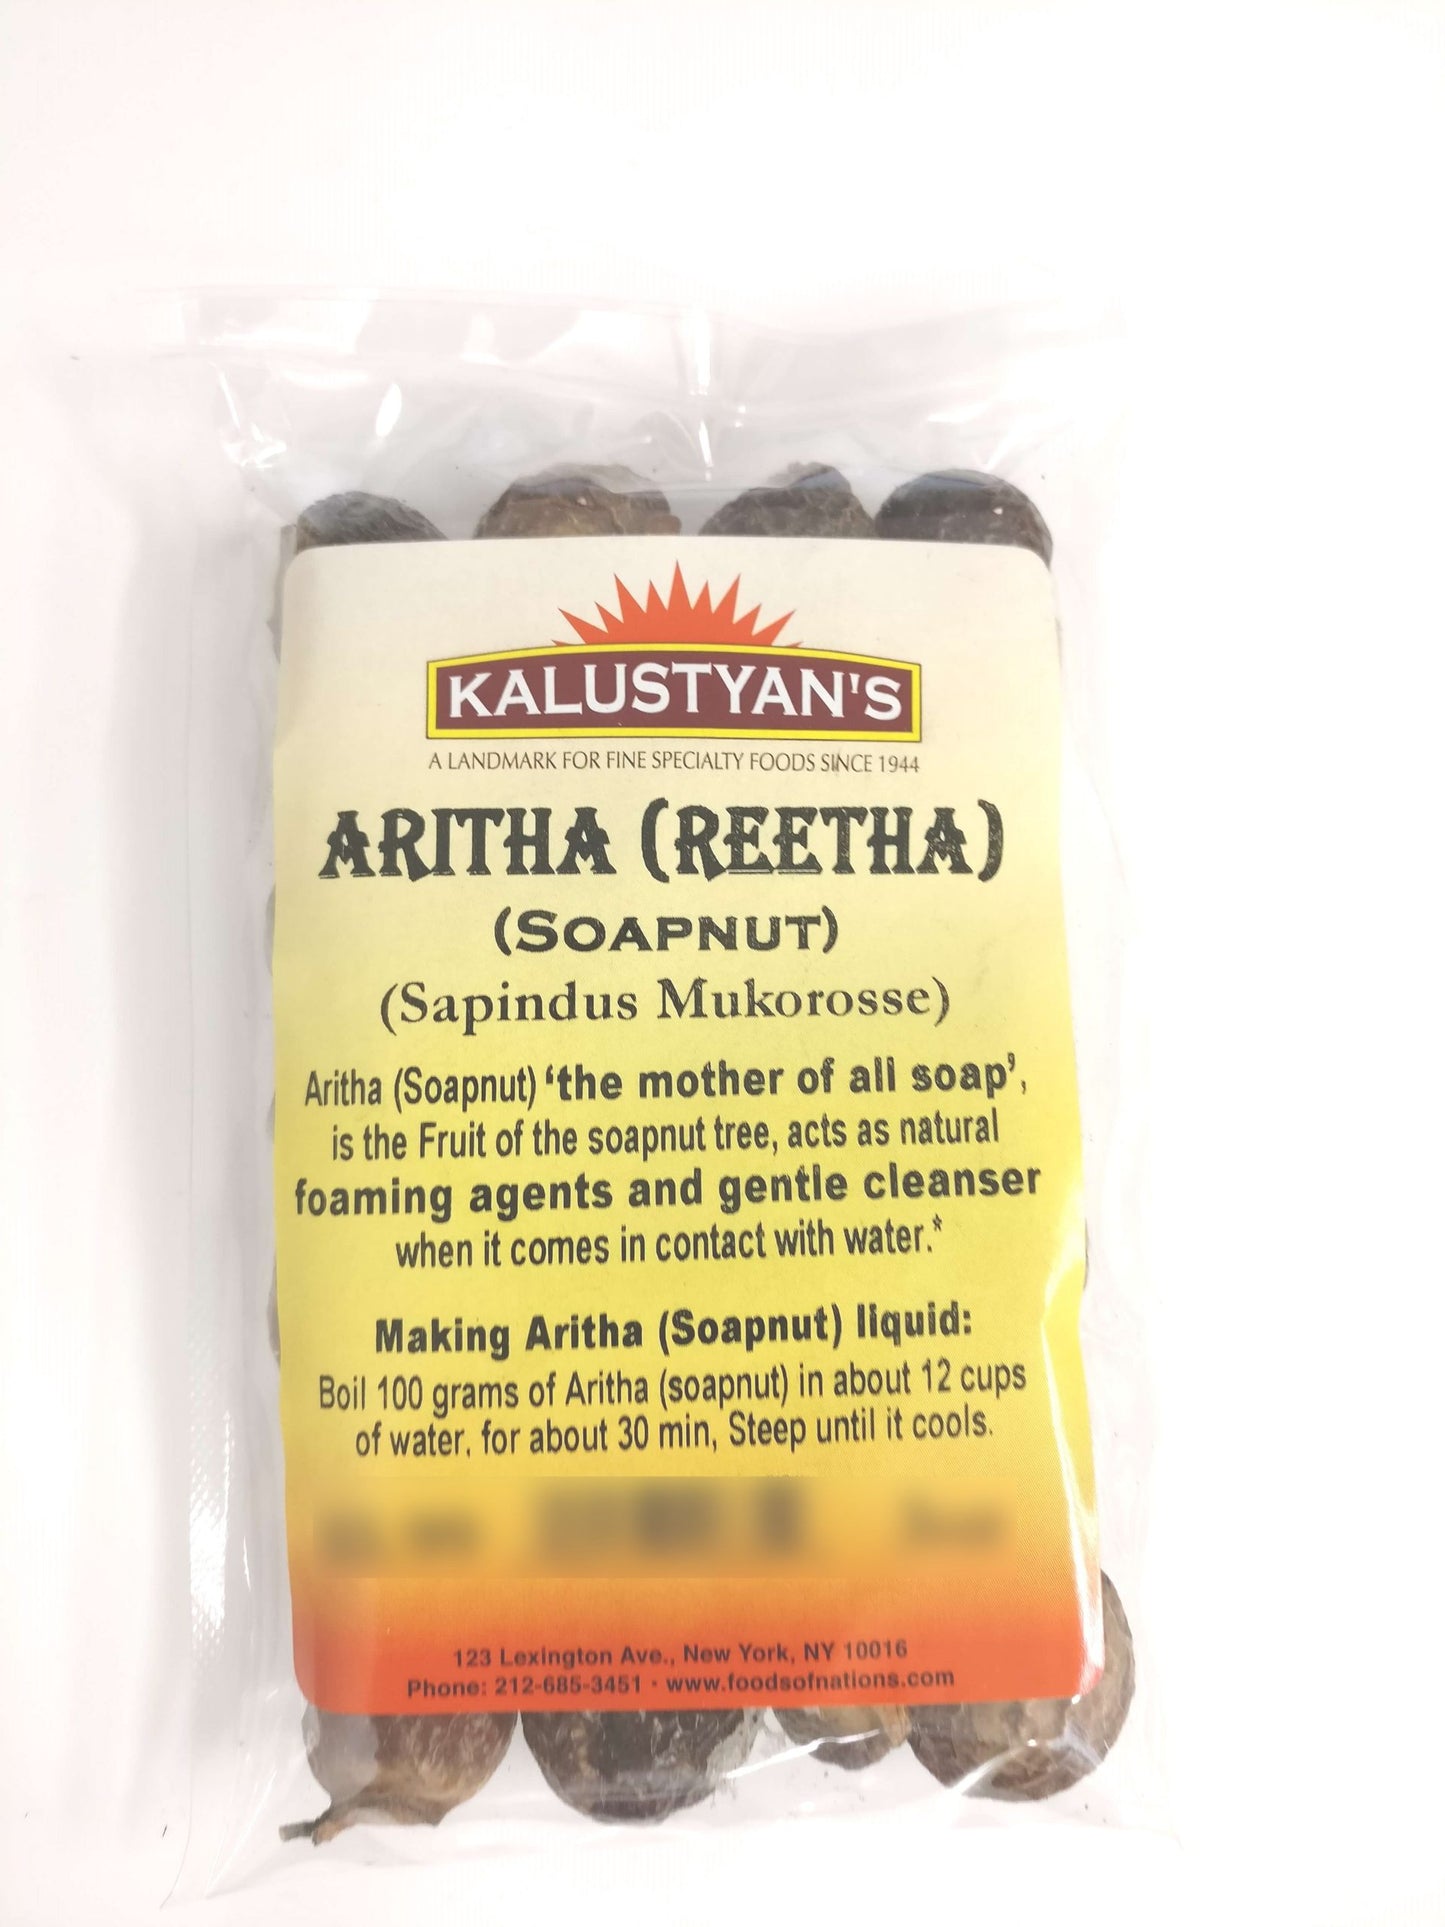 KALUSTYAN'S
A LANDMARK FOR FINE SPECIALTY FOODS SINCE 1944
ARITHA (REETHA)
(SOAPNUT)
(Sapindus Mukorosse)
Aritha (Soapnut) ‘the mother of all soap’,
is the Fruit of the soapnut tree, acts as natural
foaming agents and gentle cleanser
when it comes in contact with water.*
Making Aritha (Soapnut) liquid:
Boil 100 grams of Aritha (soapnut) in about 12 cups
of water, for about 30 min, Steep until it cools.
123 Lexington Ave., New York, NY 10016
Phone: 212-685-3451 · www.foodsofnations.com